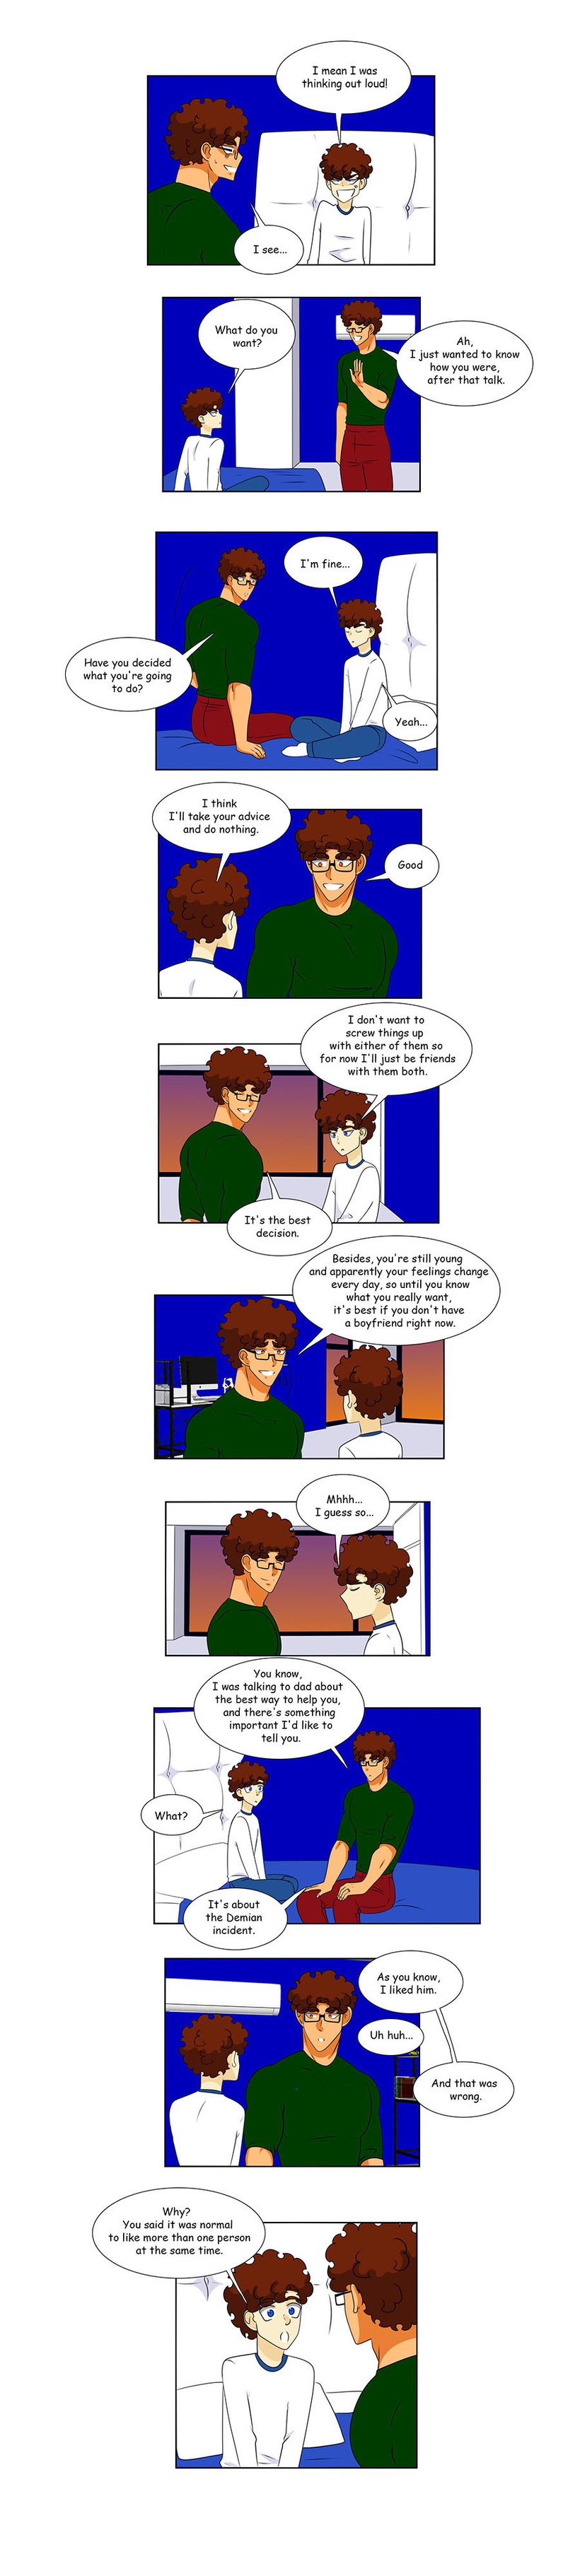 I mean I was
thinking out loud!
I see...
What do you
want?
Ah,
I just wanted to know
how you were,
after that talk.
I'm fine...
Have you decided
what you're going
to do?
Yeah...
I think
I'll take your advice
and do nothing.
Good
I don't want to
screw things up
with either of them so
for now I'll just be friends
with them both.
It's the best
decision.
Besides, you're still young
and apparently your feelings change
every day, so until you know
what you really want,
it's best if you don't have
a boyfriend right now.
Mhhh...
I guess so...
You know,
I was talking to dad about
the best way to help you,
and there's something
important I'd like to
tell you.
What?
It's about
the Demian
incident.
As you know,
I liked him.
Uh huh...
And that was
wrong.
Why?
You said it was normal
to like more than one person
at the same time.